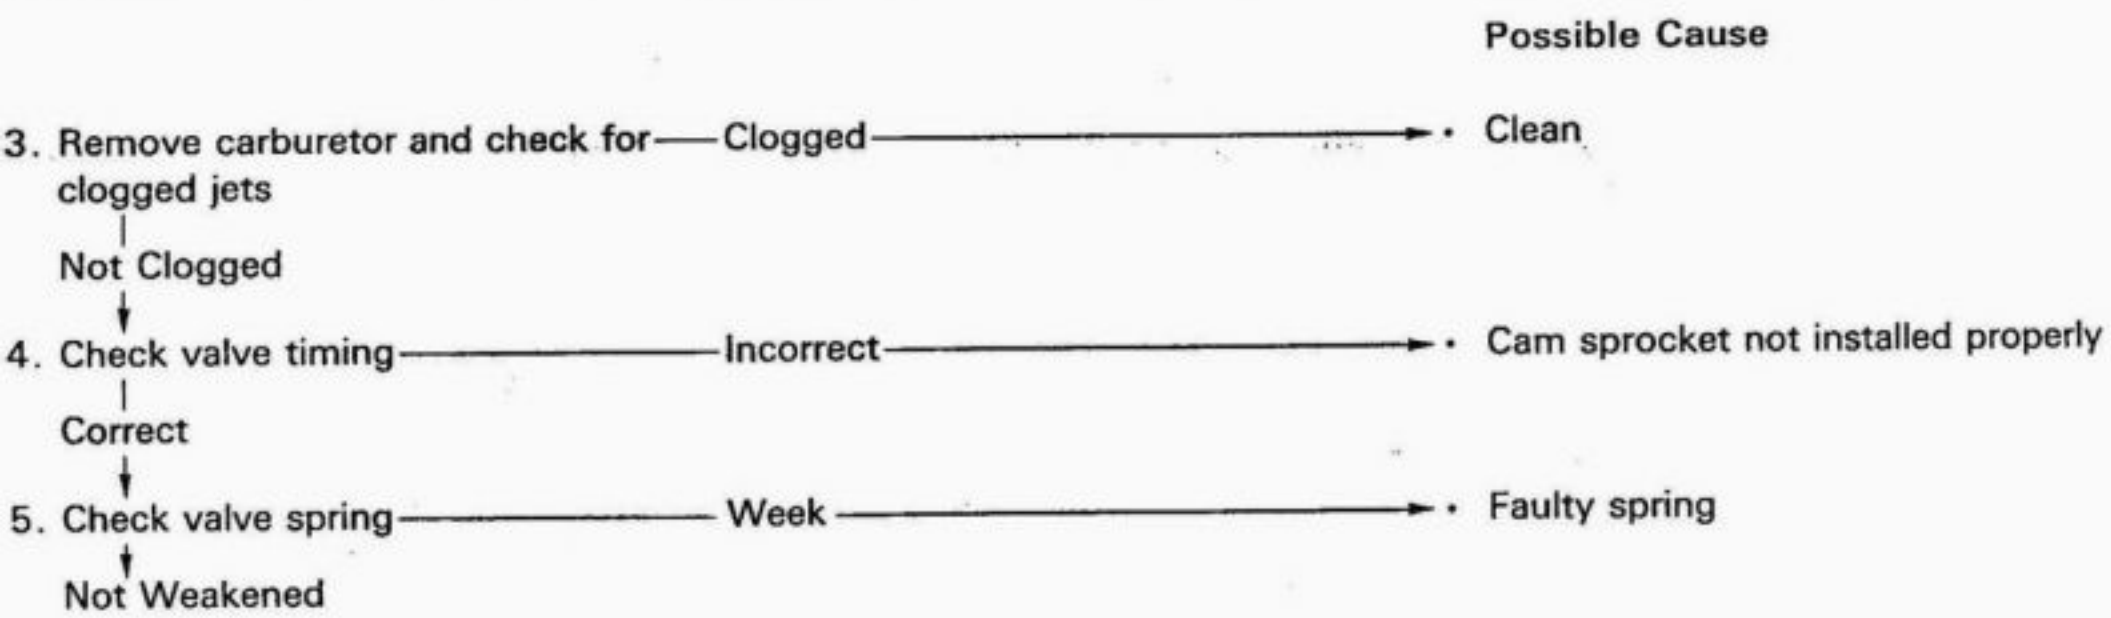 Possible Cause
3. Remove carburetor and check for Clogged · Clean
clogged jets
Not Clogged
4. Check valve timing Incorrect · Cam sprocket not installed properly
Correct
5. Check valve spring Week · Faulty spring
Not Weakened